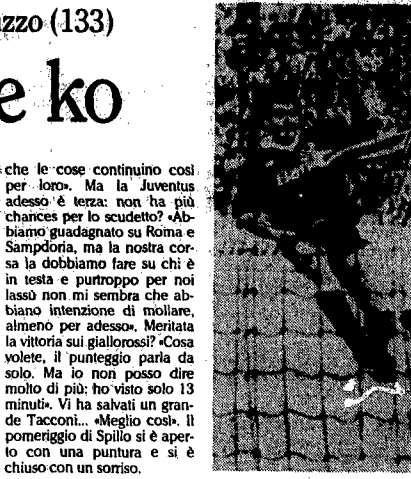 zzo (133)
e ko
che le cose continuino così
per loro». Ma la Juventus
adesso è terza: non ha più
chances per lo scudetto? «Ab-
biamo guadagnato su Roma e
Sampdoria, ma la nostra cor-
sa la dobbiamo fare su chi è
in testa e purtroppo per noi
lassù non mi sembra che ab-
biano intenzione di mollare,
almeno per adesso». Meritata
la vittoria sui giallorossi? «Cosa
volete, il punteggio parla da
solo. Ma io non posso dire
molto di più: ho visto solo 13
minuti». Vi ha salvati un gran-
de Tacconi... «Meglio così». Il
pomeriggio di Spillo si è aper-
to con una puntura e si è
chiuso con un sorriso.